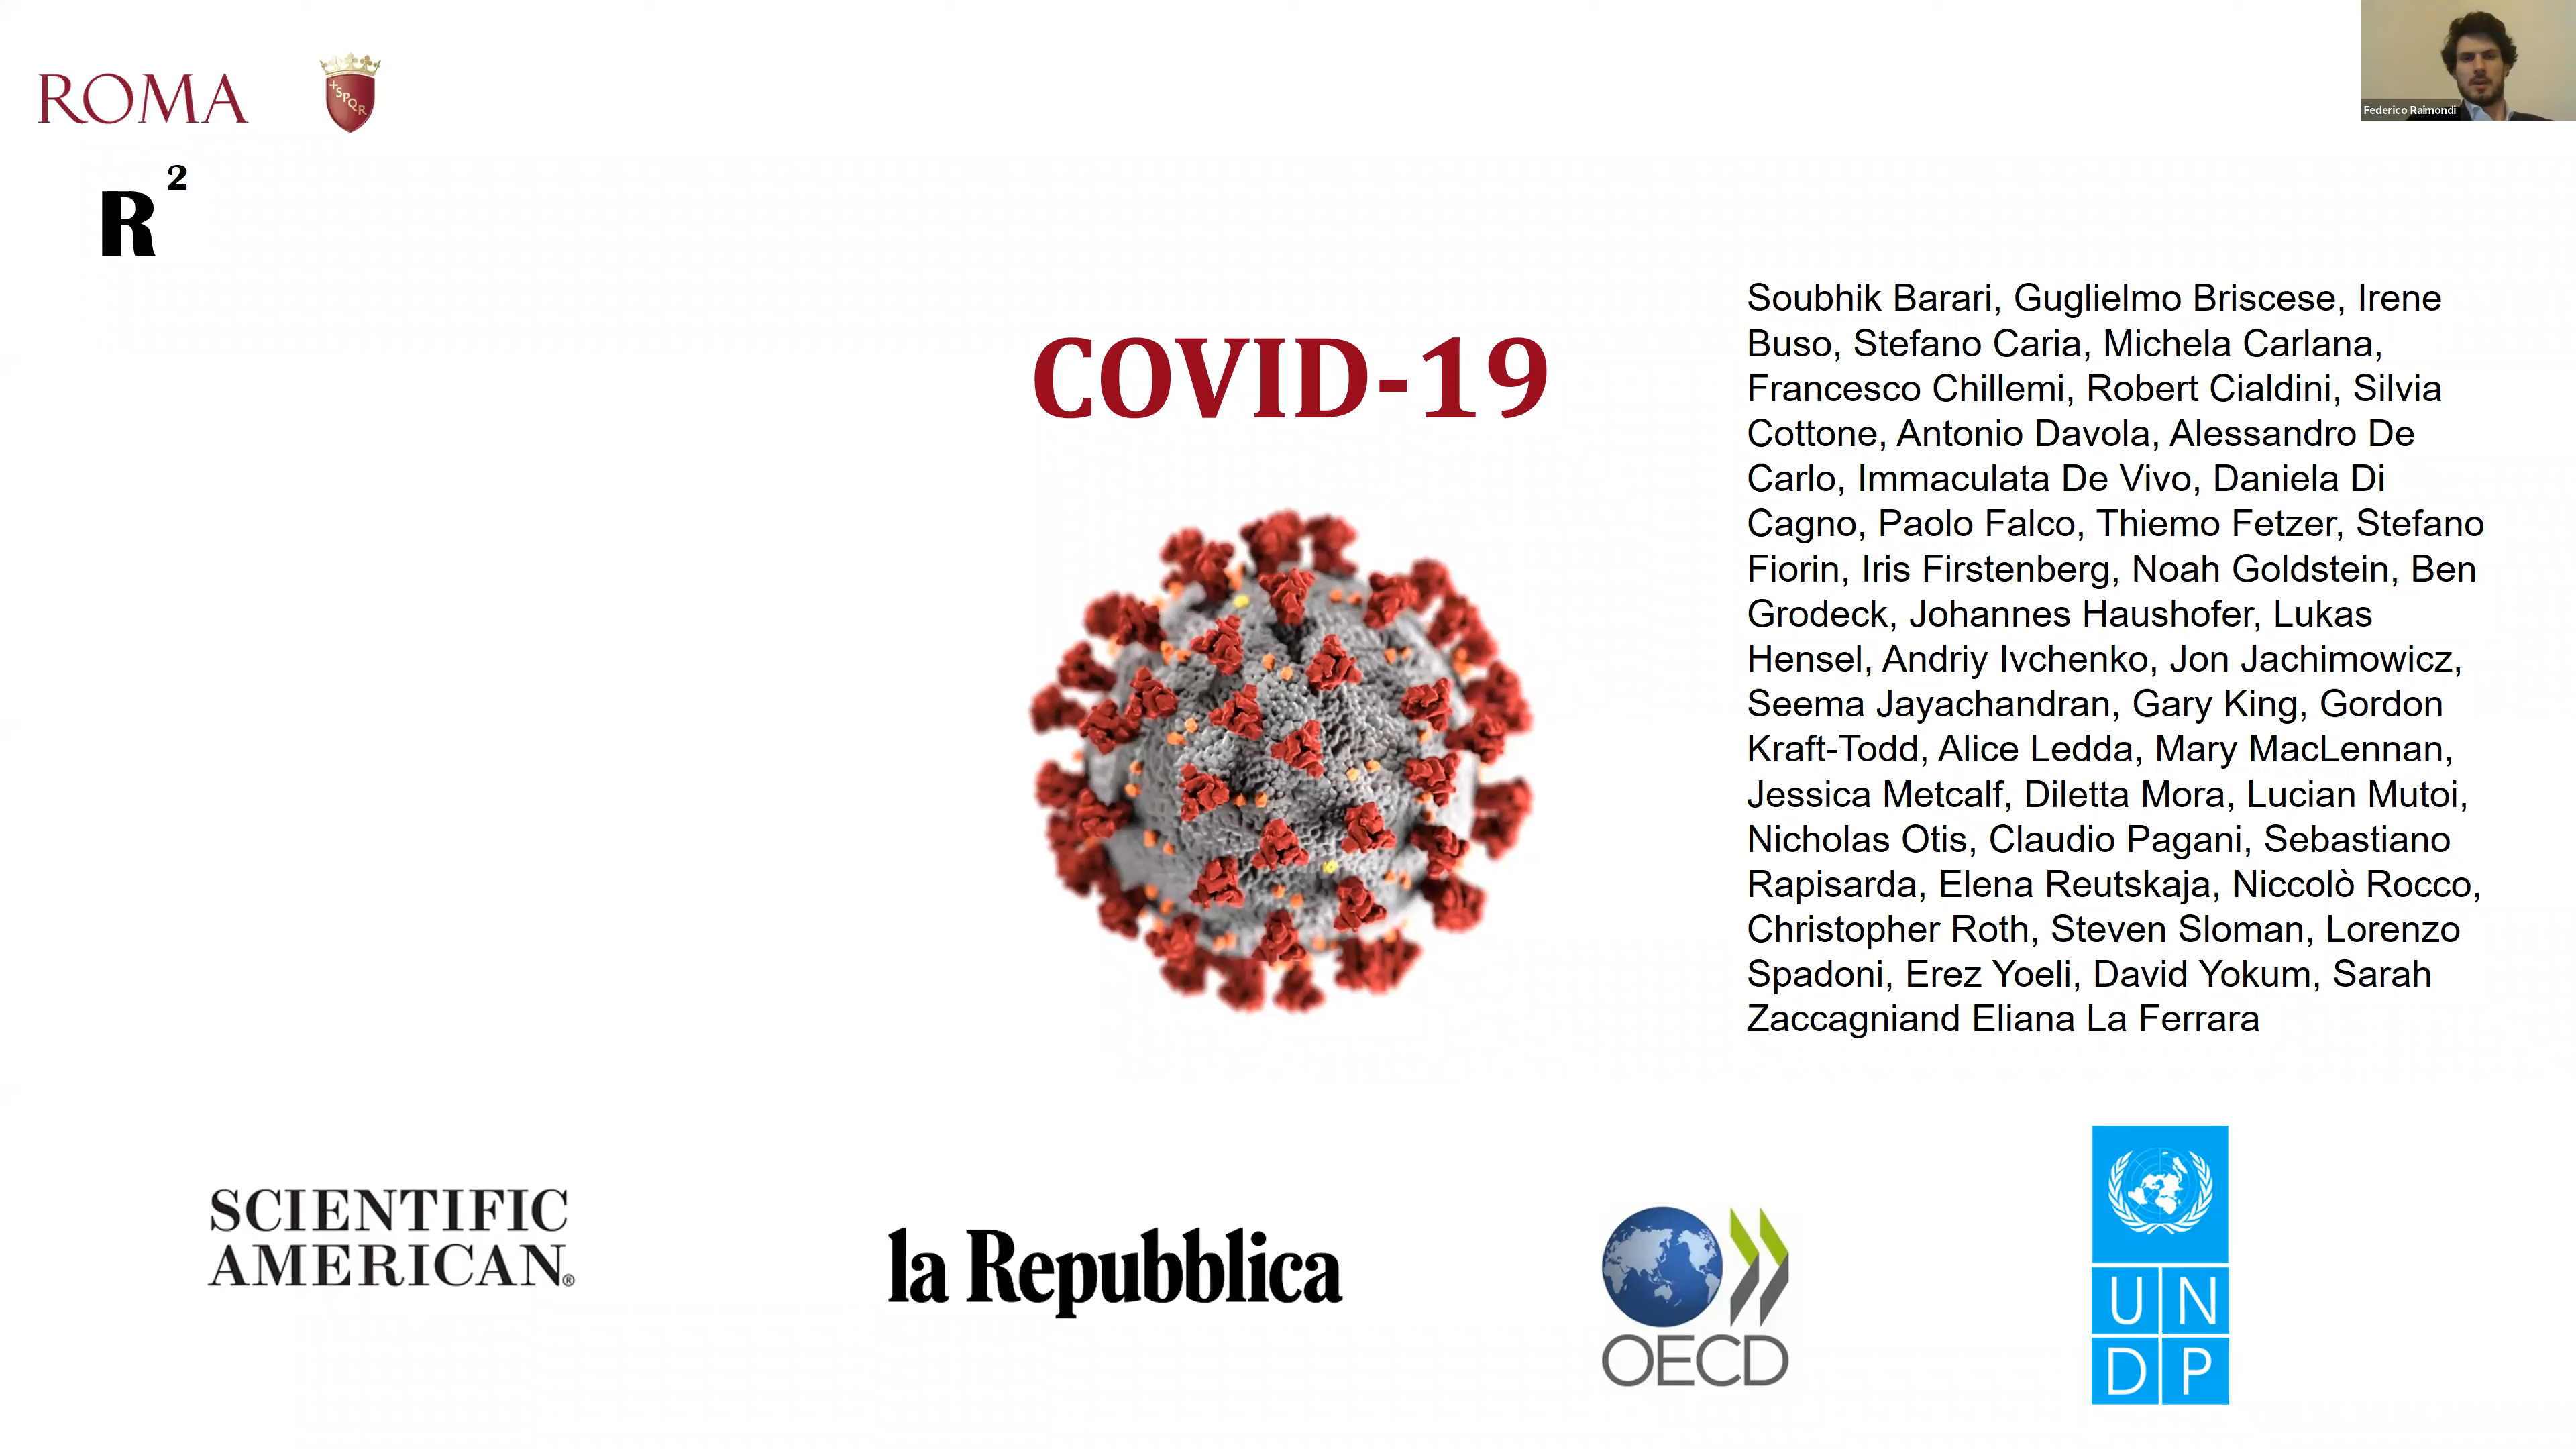 ROMA
SPQR
R²
Federico Raimondi
COVID-19
Soubhik Barari, Guglielmo Briscese, Irene
Buso, Stefano Caria, Michela Carlana,
Francesco Chillemi, Robert Cialdini, Silvia
Cottone, Antonio Davola, Alessandro De
Carlo, Immaculata De Vivo, Daniela Di
Cagno, Paolo Falco, Thiemo Fetzer, Stefano
Fiorin, Iris Firstenberg, Noah Goldstein, Ben
Grodeck, Johannes Haushofer, Lukas
Hensel, Andriy Ivchenko, Jon Jachimowicz,
Seema Jayachandran, Gary King, Gordon
Kraft-Todd, Alice Ledda, Mary MacLennan,
Jessica Metcalf, Diletta Mora, Lucian Mutoi,
Nicholas Otis, Claudio Pagani, Sebastiano
Rapisarda, Elena Reutskaja, Niccolò Rocco,
Christopher Roth, Steven Sloman, Lorenzo
Spadoni, Erez Yoeli, David Yokum, Sarah
Zaccagniand Eliana La Ferrara
SCIENTIFIC
AMERICAN®
la Repubblica
OECD
UN
DP